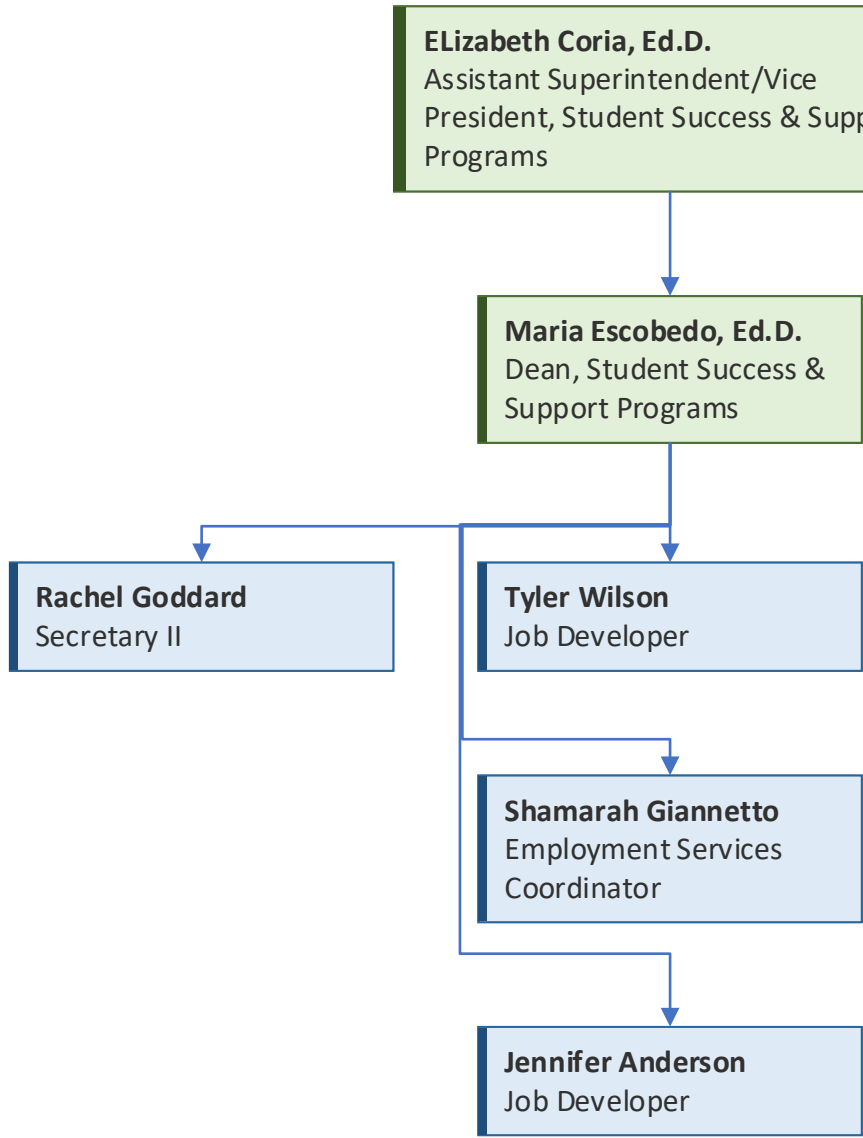 ELizabeth Coria, Ed.D.
Assistant Superintendent/Vice
President, Student Success &
Programs
Maria Escobedo, Ed.D.
Dean, Student Success &
Support Programs
Rachel Goddard
Secretary II
Tyler Wilson
Job Developer
Shamarah Giannetto
Employment Services
Coordinator
Jennifer Anderson
Job Developer